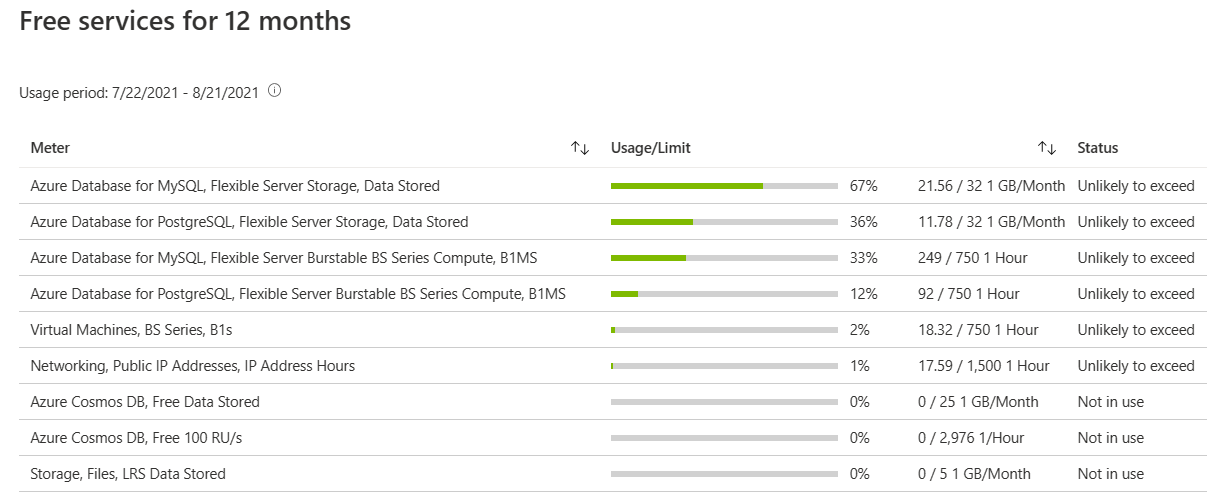 Free services for 12 months
Usage period: 7/22/2021 - 8/21/2021
Meter Usage/Limit Status
Azure Database for MySQL, Flexible Server Storage, Data Stored 67% 21.56 / 32 1 GB/Month Unlikely to exceed
Azure Database for PostgreSQL, Flexible Server Storage, Data Stored 36% 11.78 / 32 1 GB/Month Unlikely to exceed
Azure Database for MySQL, Flexible Server Burstable BS Series Compute, B1MS 33% 249 / 750 1 Hour Unlikely to exceed
Azure Database for PostgreSQL, Flexible Server Burstable BS Series Compute, B1MS 12% 92 / 750 1 Hour Unlikely to exceed
Virtual Machines, BS Series, B1s 2% 18.32 / 750 1 Hour Unlikely to exceed
Networking, Public IP Addresses, IP Address Hours 1% 17.59 / 1,500 1 Hour Unlikely to exceed
Azure Cosmos DB, Free Data Stored 0% 0 / 25 1 GB/Month Not in use
Azure Cosmos DB, Free 100 RU/s 0% 0 / 2,976 1/Hour Not in use
Storage, Files, LRS Data Stored 0% 0 / 5 1 GB/Month Not in use